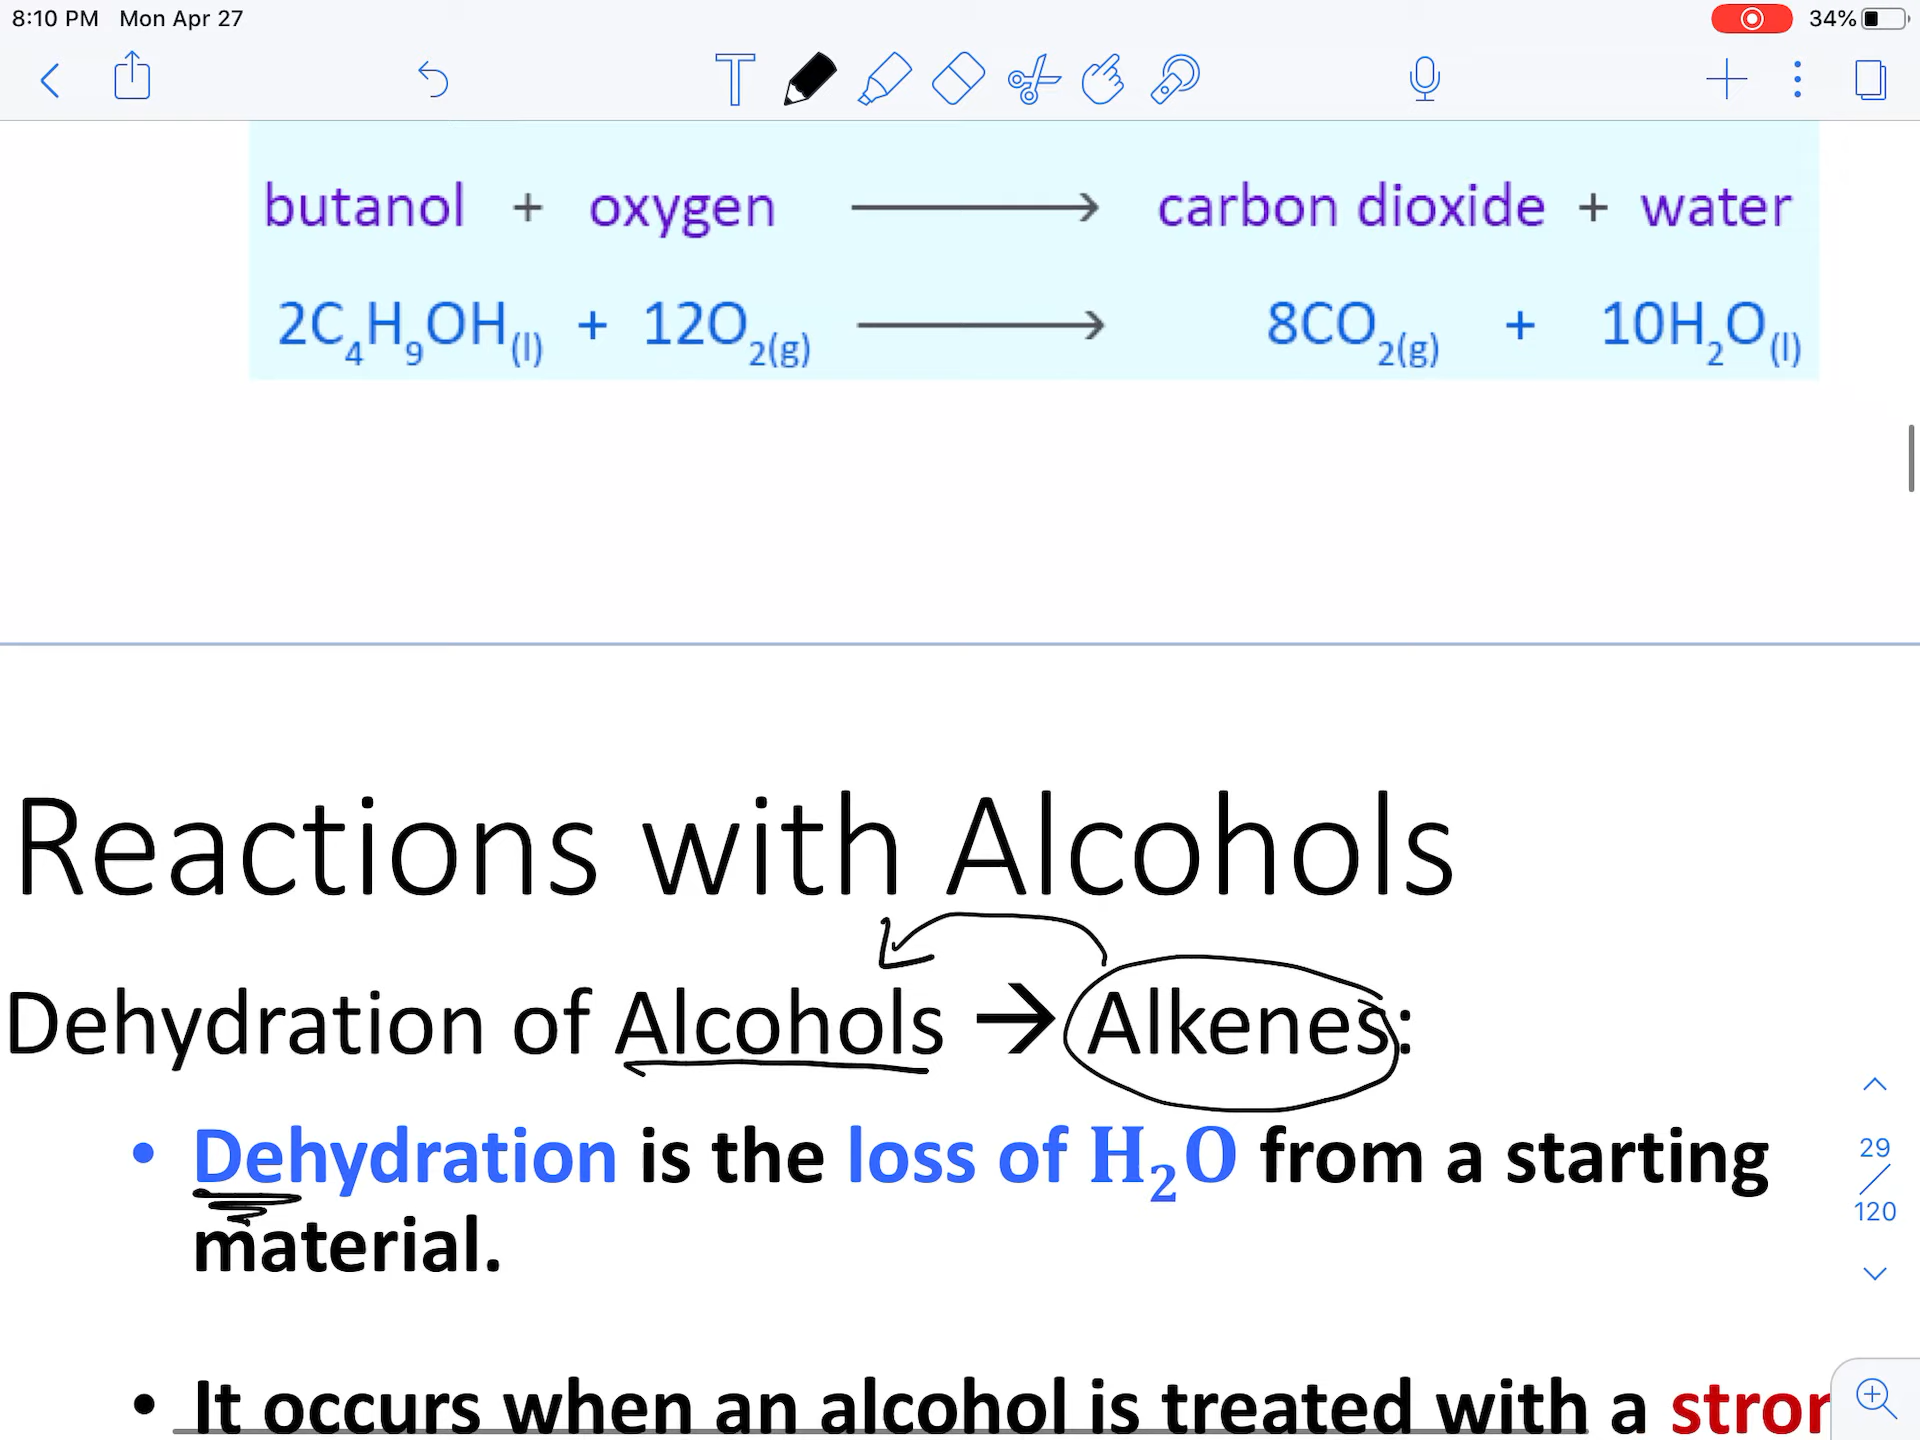 8:10 PM Mon Apr 27
34%
T
butanol + oxygen ⟶ carbon dioxide + water
2C₄H₉OH₍ₗ₎ + 12O₂(g) ⟶ 8CO₂(g) + 10H₂O₍ₗ₎
Reactions with Alcohols
Dehydration of Alcohols → Alkenes:
• Dehydration is the loss of H₂O from a starting
material.
29
/
120
• It occurs when an alcohol is treated with a stron